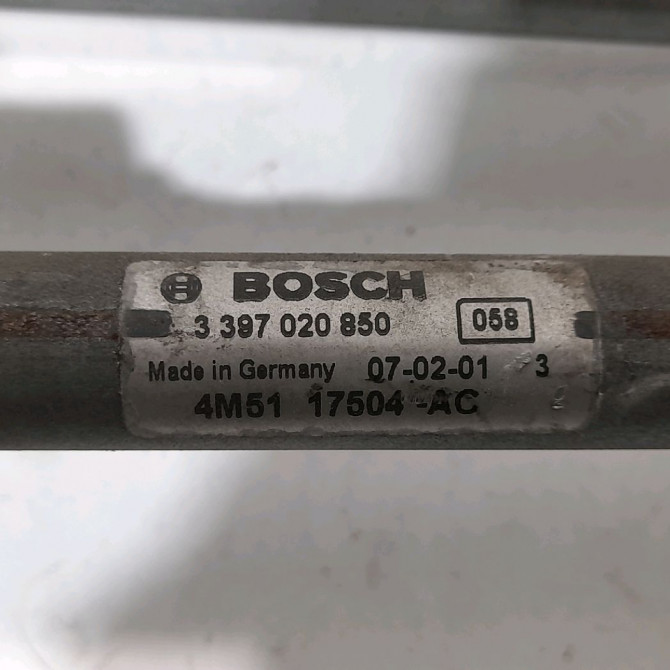 BOSCH
3 397 020 850 058
Made in Germany 07-02-01 3
4M51 17504-AC